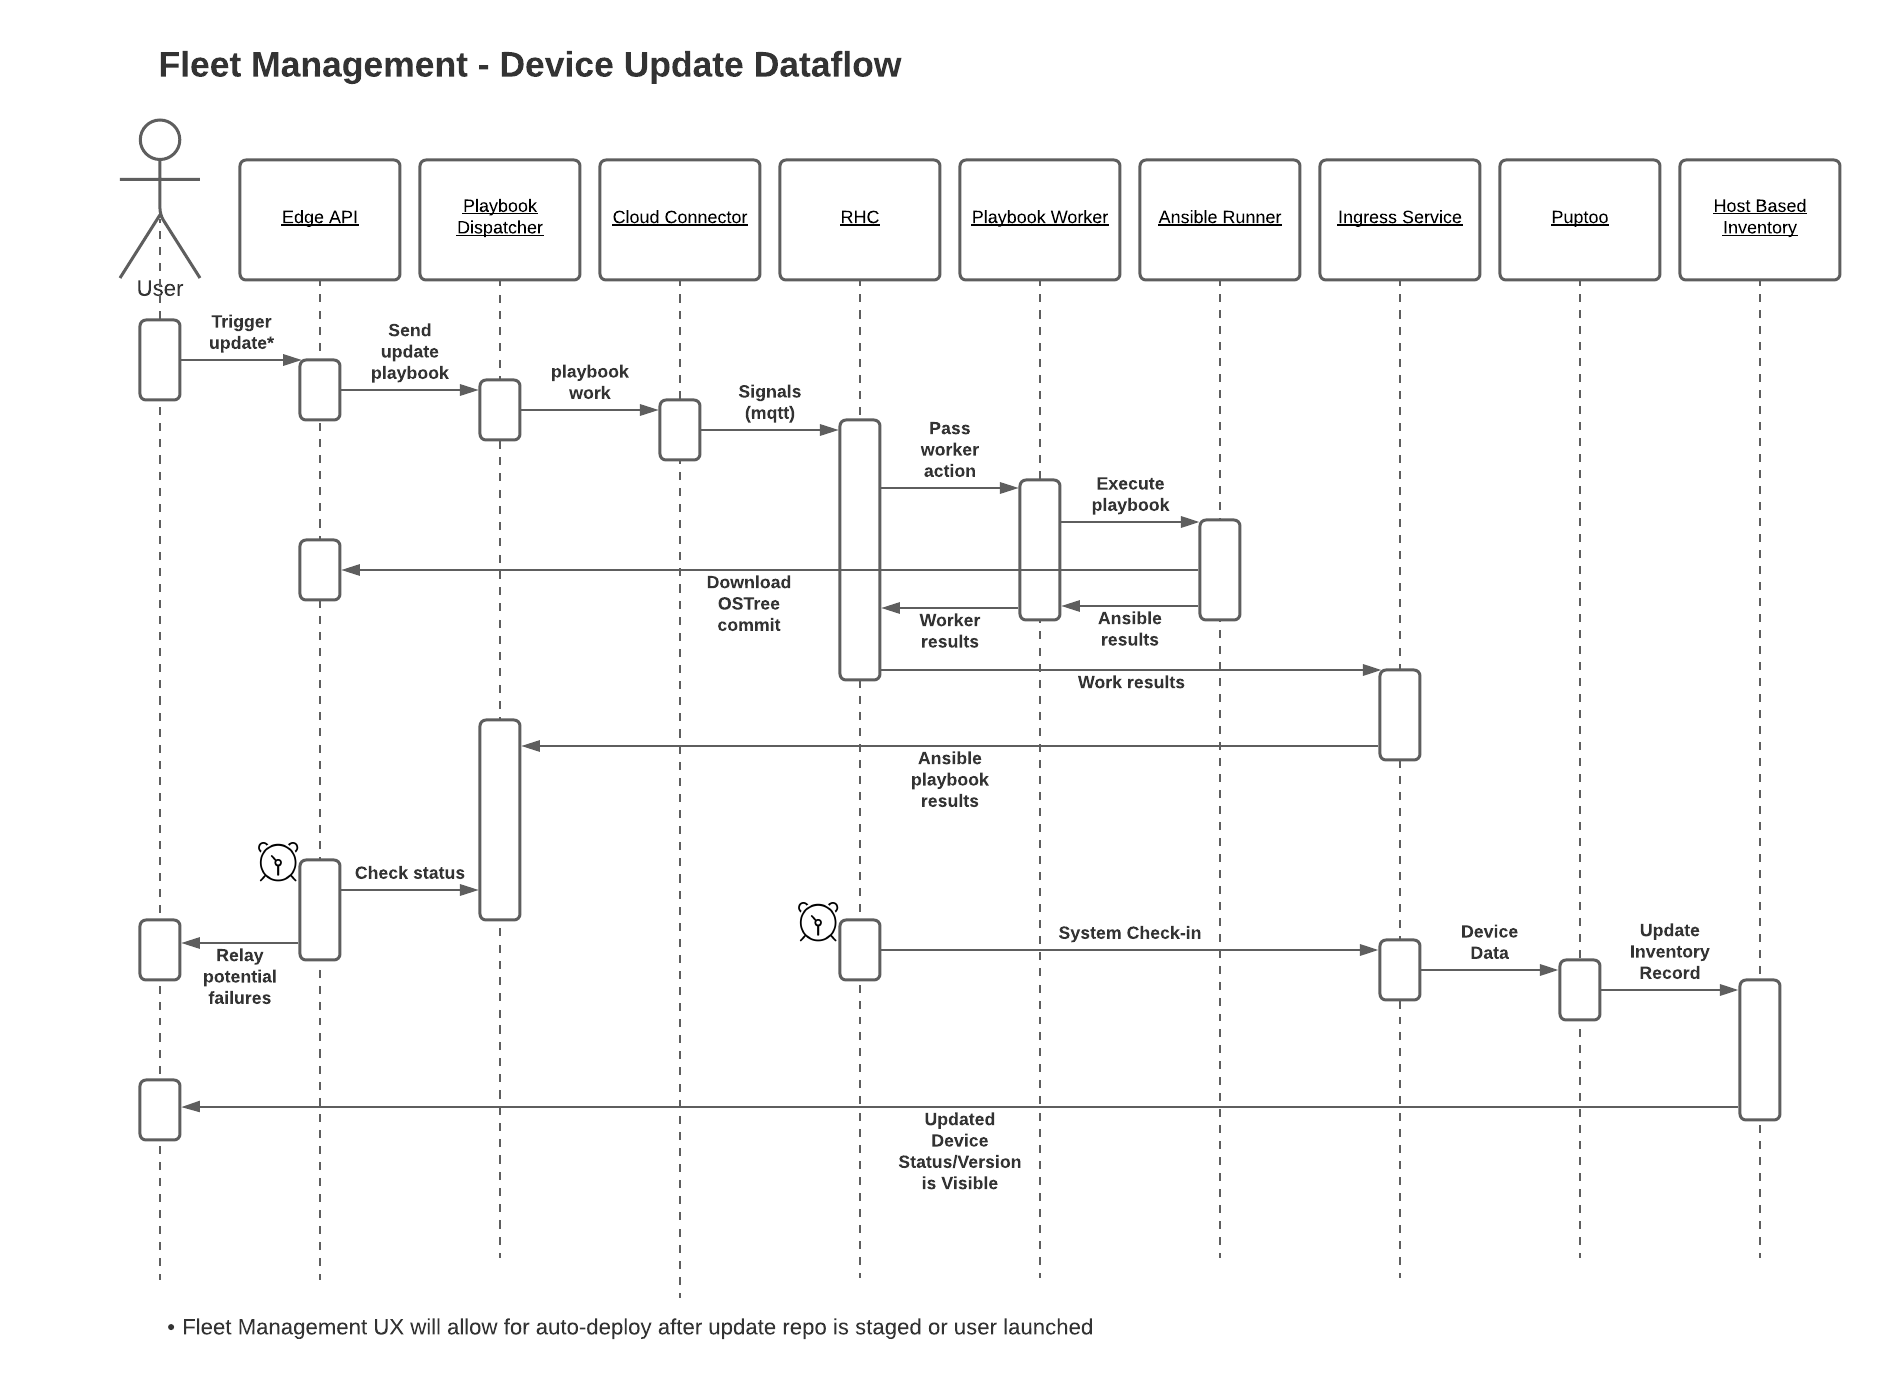 Fleet Management - Device Update Dataflow
User
Edge API
Playbook
Dispatcher
Cloud Connector
RHC
Playbook Worker
Ansible Runner
Ingress Service
Puptoo
Host Based
Inventory
Trigger
update*
Send
update
playbook
playbook
work
Signals
(mqtt)
Pass
worker
action
Execute
playbook
Download
OSTree
commit
Worker
results
Ansible
results
Work results
Ansible
playbook
results
Check status
Relay
potential
failures
System Check-in
Device
Data
Update
Inventory
Record
Updated
Device
Status/Version
is Visible
• Fleet Management UX will allow for auto-deploy after update repo is staged or user launched